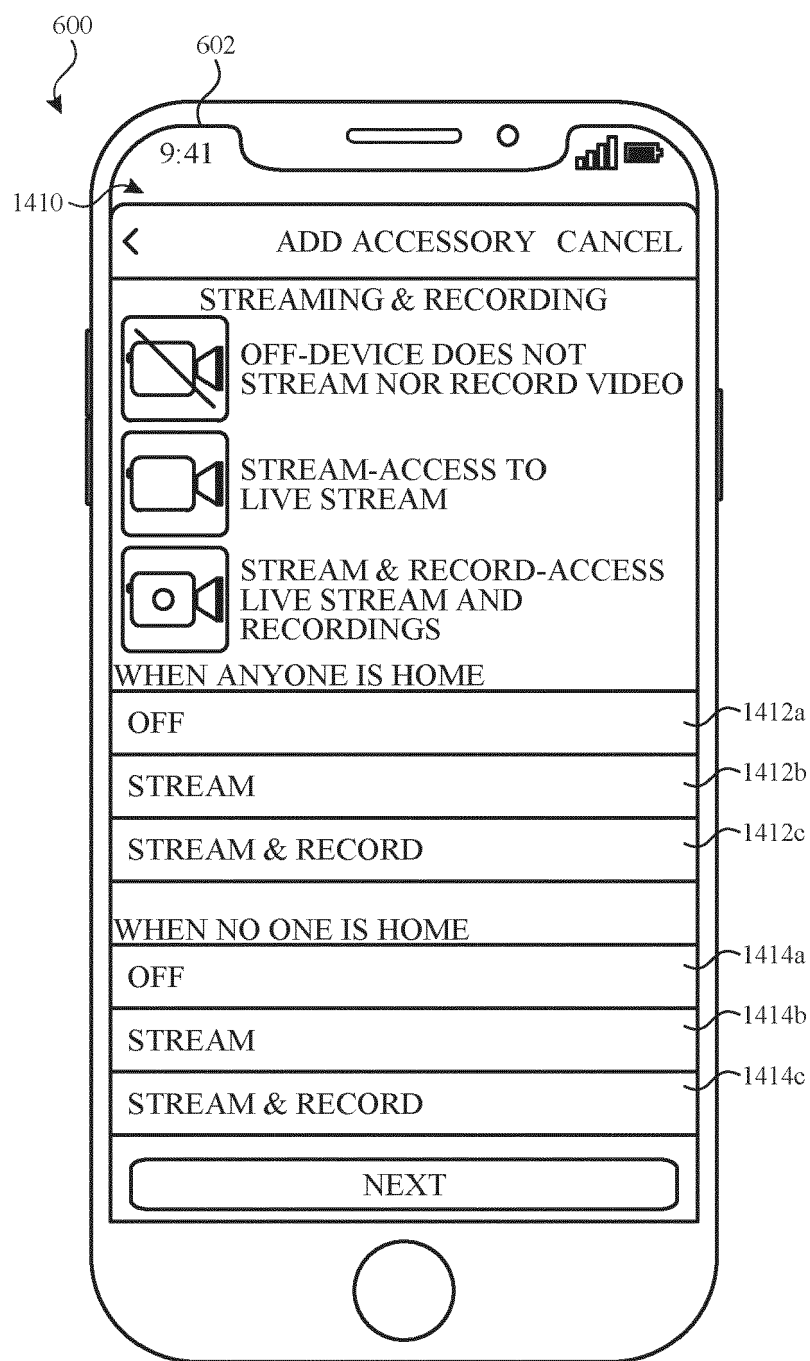 600
602
9:41
1410
< ADD ACCESSORY CANCEL
STREAMING & RECORDING
OFF-DEVICE DOES NOT
STREAM NOR RECORD VIDEO
STREAM-ACCESS TO
LIVE STREAM
STREAM & RECORD-ACCESS
LIVE STREAM AND
RECORDINGS
WHEN ANYONE IS HOME
OFF 1412a
STREAM 1412b
STREAM & RECORD 1412c
WHEN NO ONE IS HOME
OFF 1414a
STREAM 1414b
STREAM & RECORD 1414c
NEXT